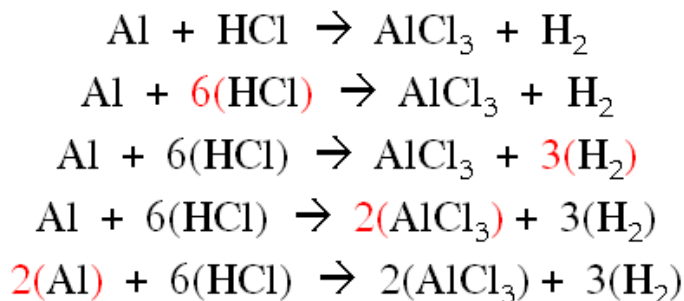 Al + HCl → AlCl₃ + H₂
Al + 6(HCl) → AlCl₃ + H₂
Al + 6(HCl) → AlCl₃ + 3(H₂)
Al + 6(HCl) → 2(AlCl₃) + 3(H₂)
2(Al) + 6(HCl) → 2(AlCl₃) + 3(H₂)